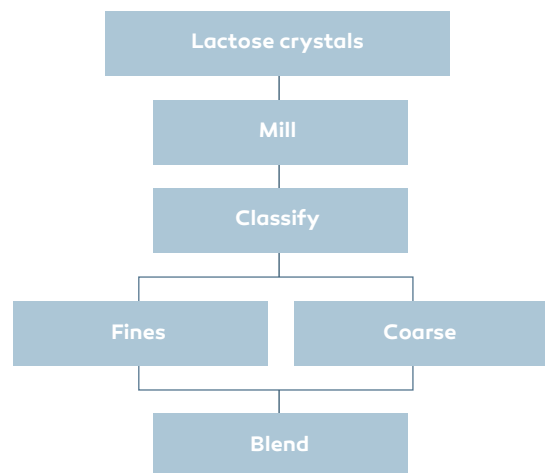 Lactose crystals
Mill
Classify
Fines
Coarse
Blend